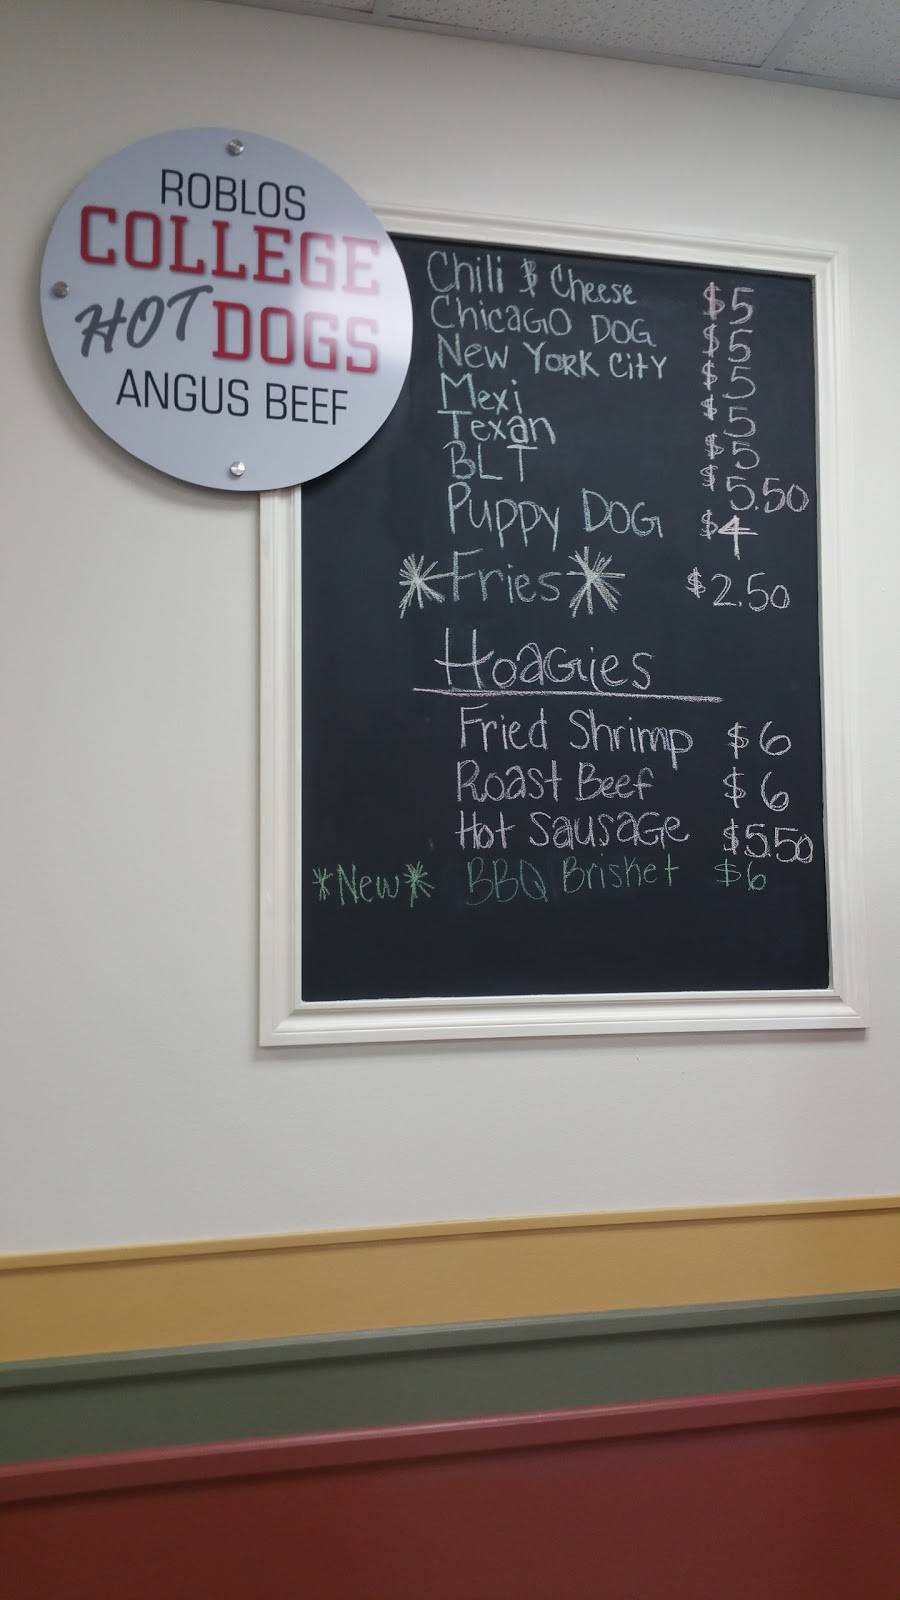 ROBLOS
COLLEGE
HOT DOGS
ANGUS BEEF
Chili & Cheese $5
CHICAGO DOG $5
NEW YORK CITY $5
Mexi $5
Texan $5
BLT $5.50
PUPPY DOG $4
*Fries* $2.50
HOAGIES
Fried Shrimp $6
ROAST BEEF $6
Hot SAUSAGE $5.50
*New* BBQ Brisket $6